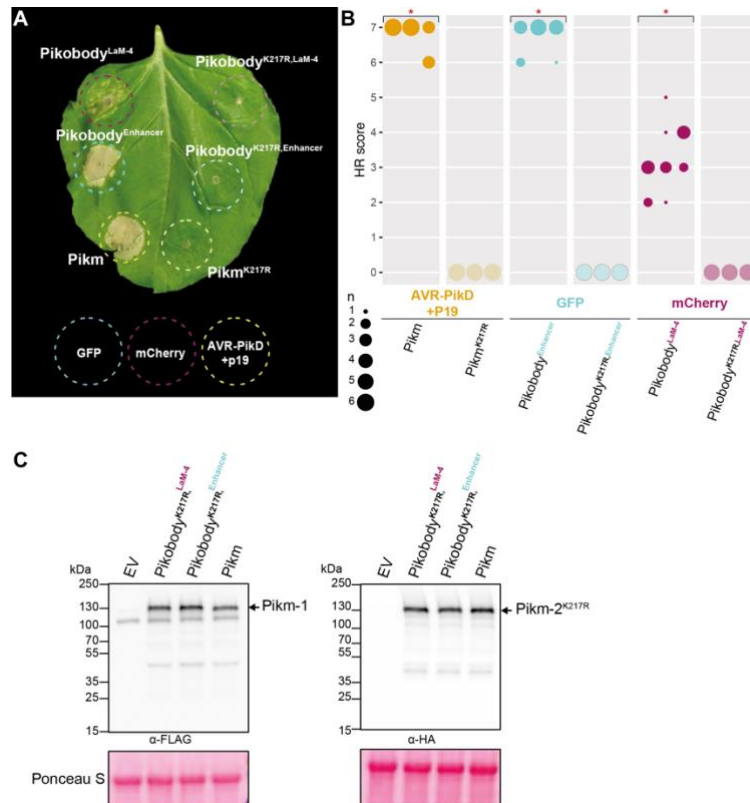 A
Pikobody^LaM-4
Pikobody^K217R,LaM-4
Pikobody^Enhancer
Pikobody^K217R,Enhancer
Pikm
Pikm^K217R
GFP
mCherry
AVR-PikD
+p19
B
*
*
*
HR score
7
6
5
4
3
2
1
0
n
1
2
3
4
5
6
AVR-PikD
+P19
GFP
mCherry
Pikm
Pikm^K217R
Pikobody^Enhancer
Pikobody^K217R,Enhancer
Pikobody^LaM-4
Pikobody^K217R,LaM-4
C
kDa
EV
Pikobody^K217R,LaM-4
Pikobody^K217R,Enhancer
Pikm
250
130
100
70
55
35
25
15
Pikm-1
α-FLAG
Ponceau S
kDa
EV
Pikobody^K217R,LaM-4
Pikobody^K217R,Enhancer
Pikm
250
130
100
70
55
35
25
15
Pikm-2^K217R
α-HA